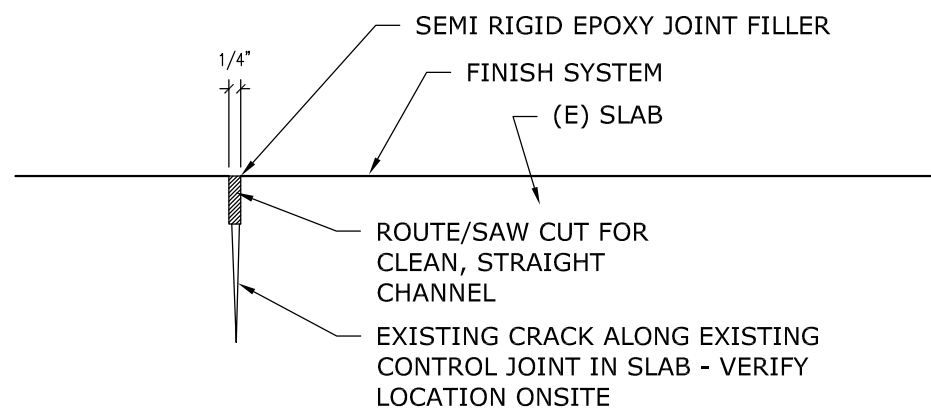 SEMI RIGID EPOXY JOINT FILLER
1/4"
FINISH SYSTEM
(E) SLAB
ROUTE/SAW CUT FOR
CLEAN, STRAIGHT
CHANNEL
EXISTING CRACK ALONG EXISTING
CONTROL JOINT IN SLAB - VERIFY
LOCATION ONSITE